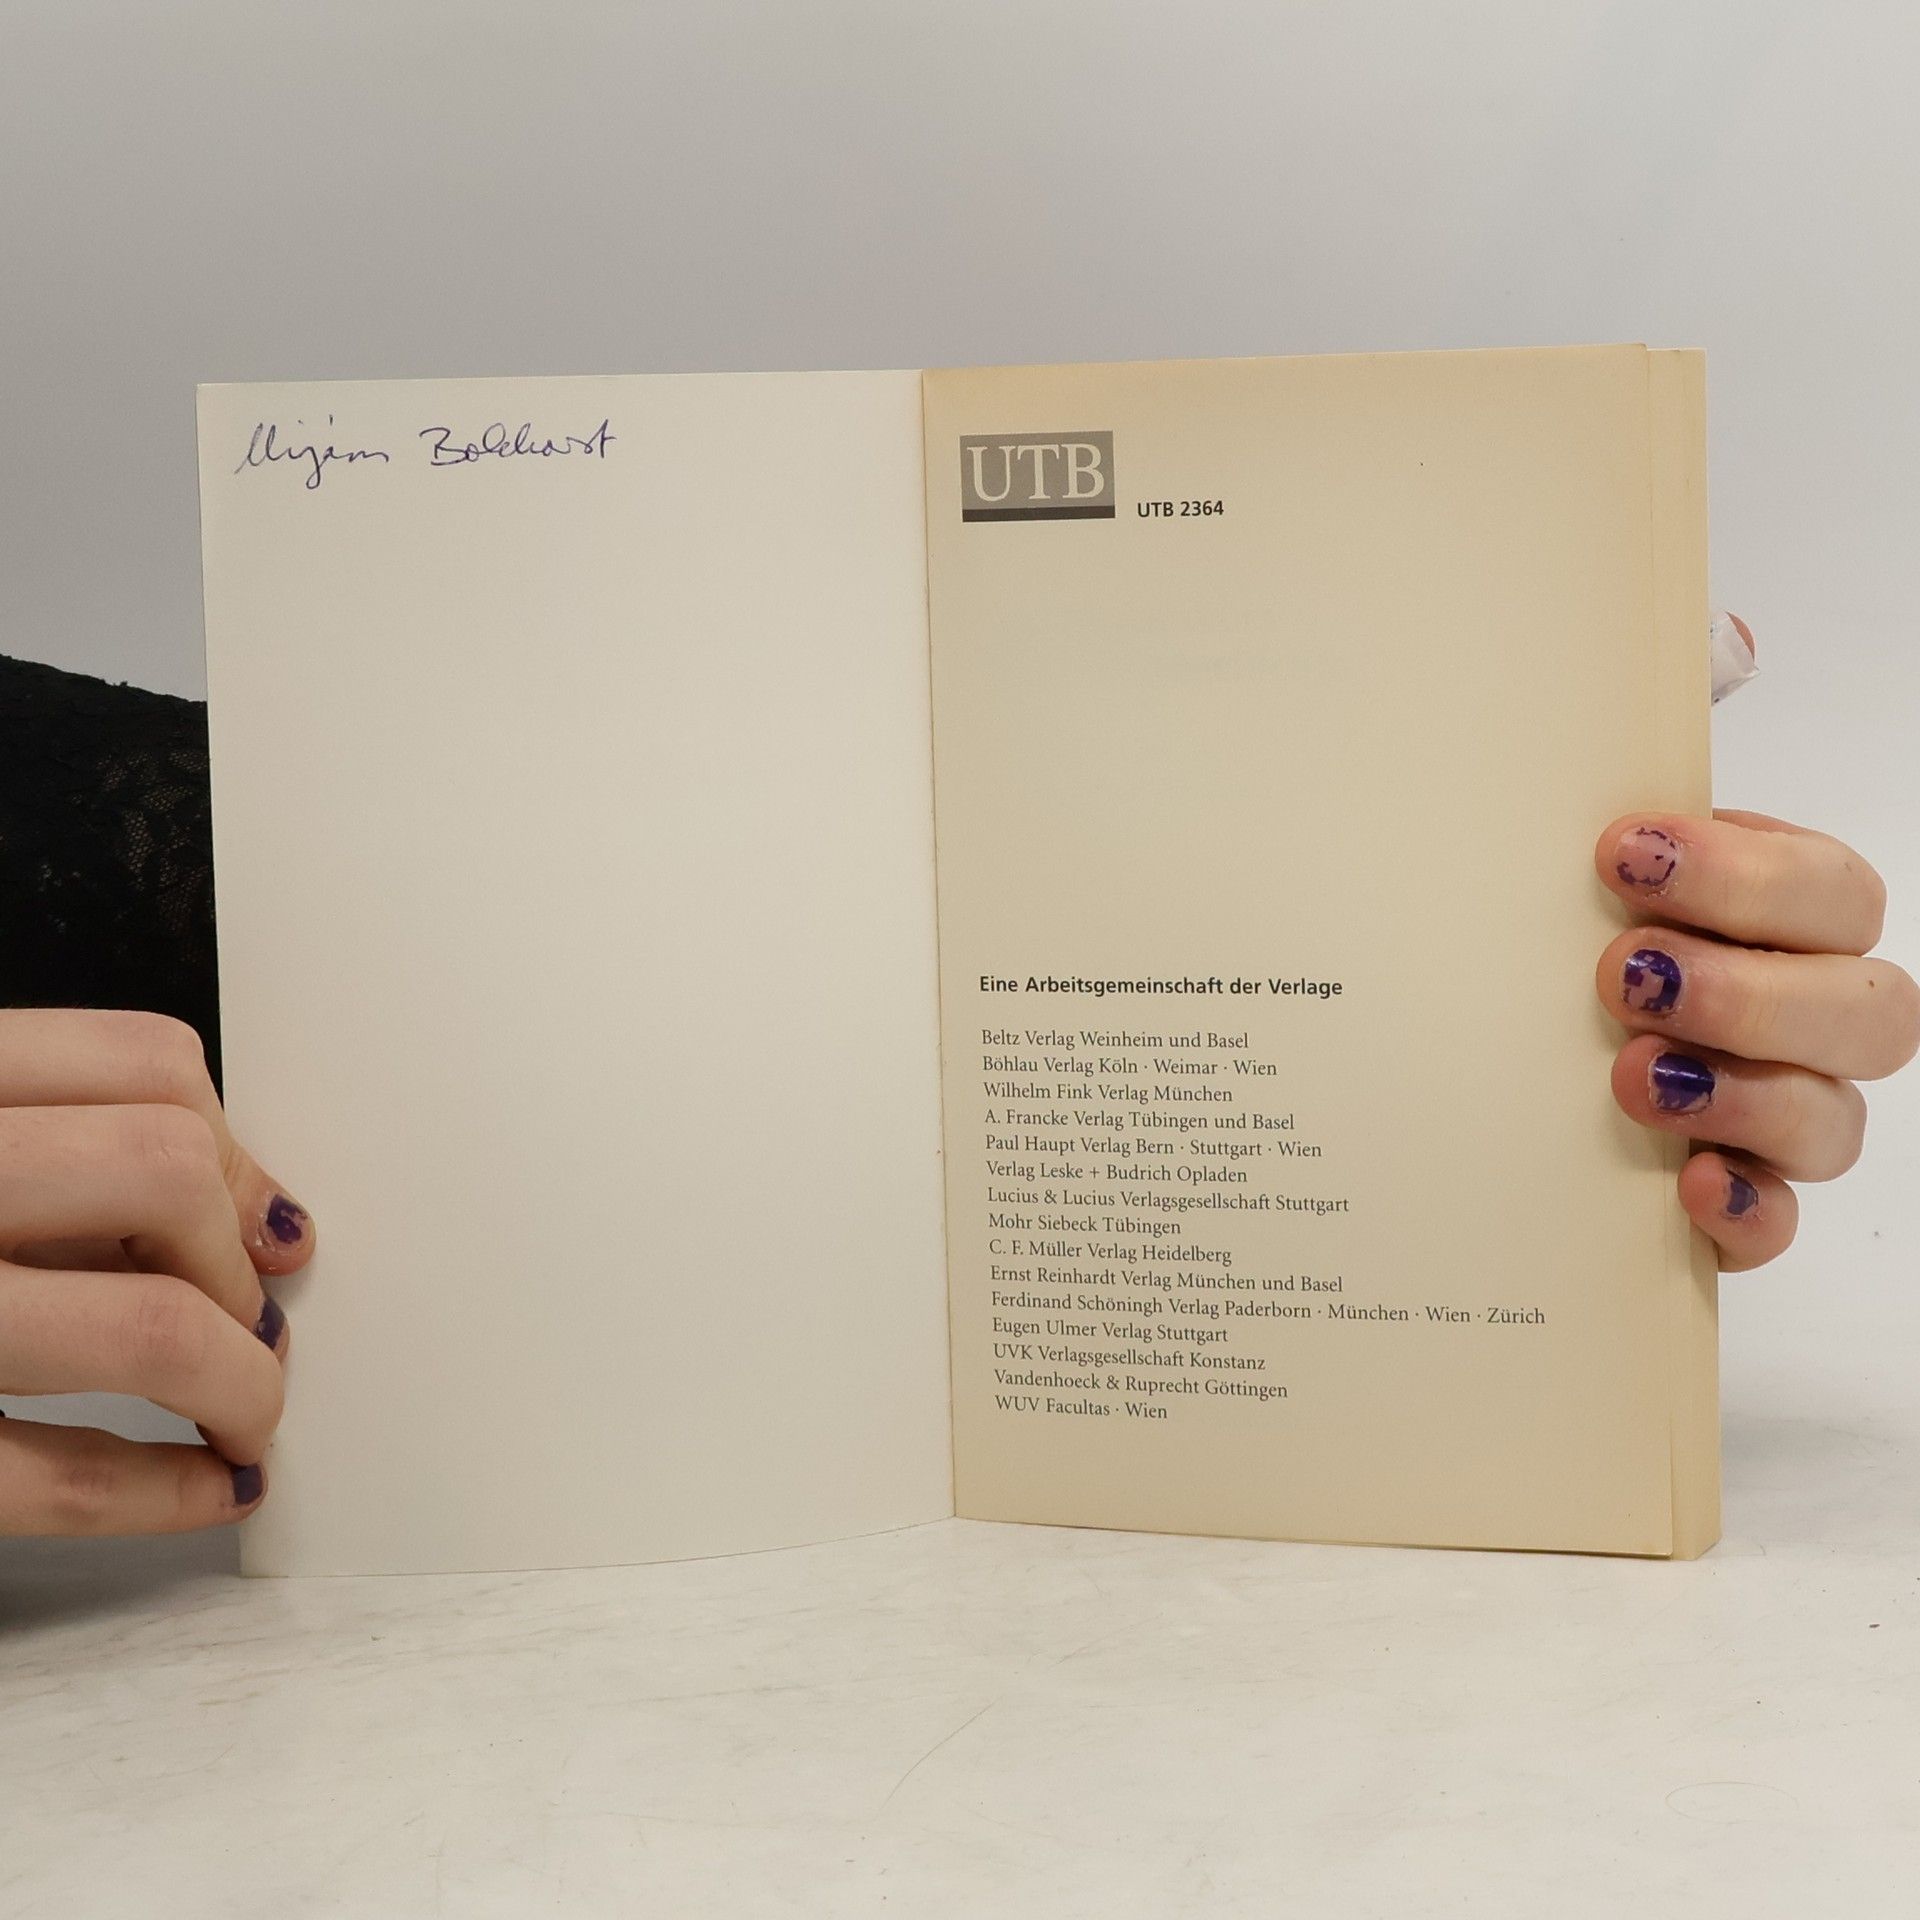 Mirjam Bolkhorst
UTB
UTB 2364
Eine Arbeitsgemeinschaft der Verlage
Beltz Verlag Weinheim und Basel
Böhlau Verlag Köln · Weimar · Wien
Wilhelm Fink Verlag München
A. Francke Verlag Tübingen und Basel
Paul Haupt Verlag Bern · Stuttgart · Wien
Verlag Leske + Budrich Opladen
Lucius & Lucius Verlagsgesellschaft Stuttgart
Mohr Siebeck Tübingen
C. F. Müller Verlag Heidelberg
Ernst Reinhardt Verlag München und Basel
Ferdinand Schöningh Verlag Paderborn · München · Wien · Zürich
Eugen Ulmer Verlag Stuttgart
UVK Verlagsgesellschaft Konstanz
Vandenhoeck & Ruprecht Göttingen
WUV Facultas · Wien